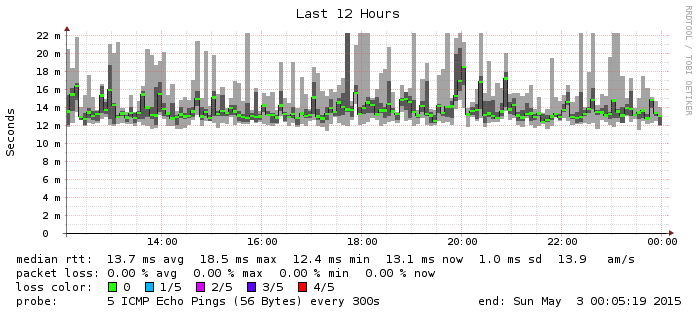 Last 12 Hours
RRDTOOL / TOBI OETIKER
Seconds
22 m
20 m
18 m
16 m
14 m
12 m
10 m
8 m
6 m
4 m
2 m
0
14:00 16:00 18:00 20:00 22:00 00:00
median rtt: 13.7 ms avg 18.5 ms max 12.4 ms min 13.1 ms now 1.0 ms sd 13.9 am/s
packet loss: 0.00 % avg 0.00 % max 0.00 % min 0.00 % now
loss color: 0 1/5 2/5 3/5 4/5
probe: 5 ICMP Echo Pings (56 Bytes) every 300s end: Sun May 3 00:05:19 2015